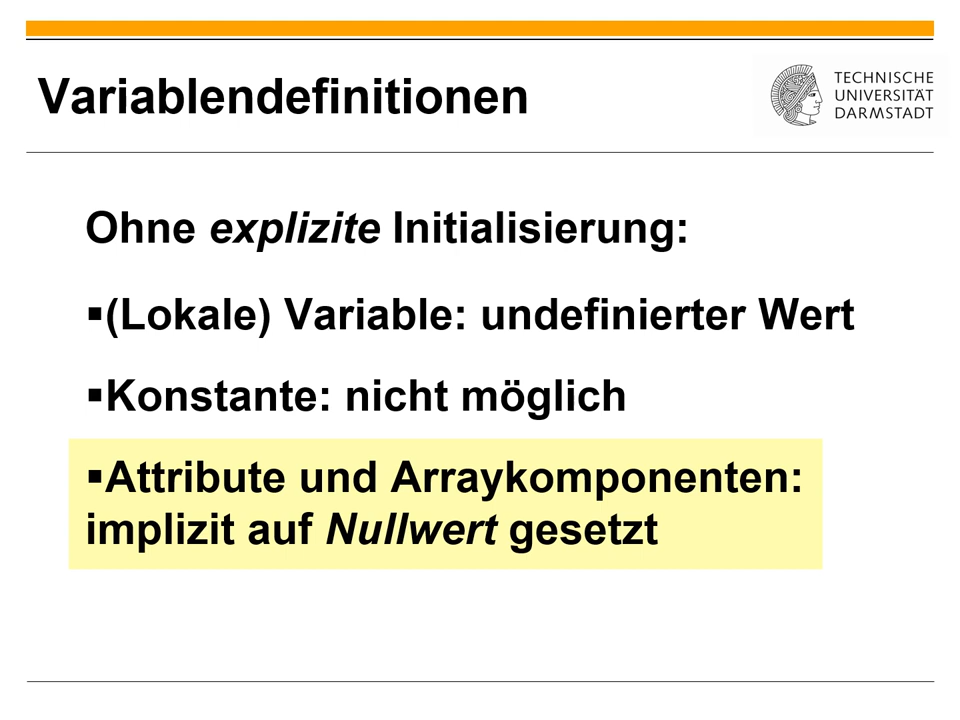 Variablendefinitionen
TECHNISCHE
UNIVERSITÄT
DARMSTADT
Ohne explizite Initialisierung:
▪(Lokale) Variable: undefinierter Wert
▪Konstante: nicht möglich
▪Attribute und Arraykomponenten:
implizit auf Nullwert gesetzt